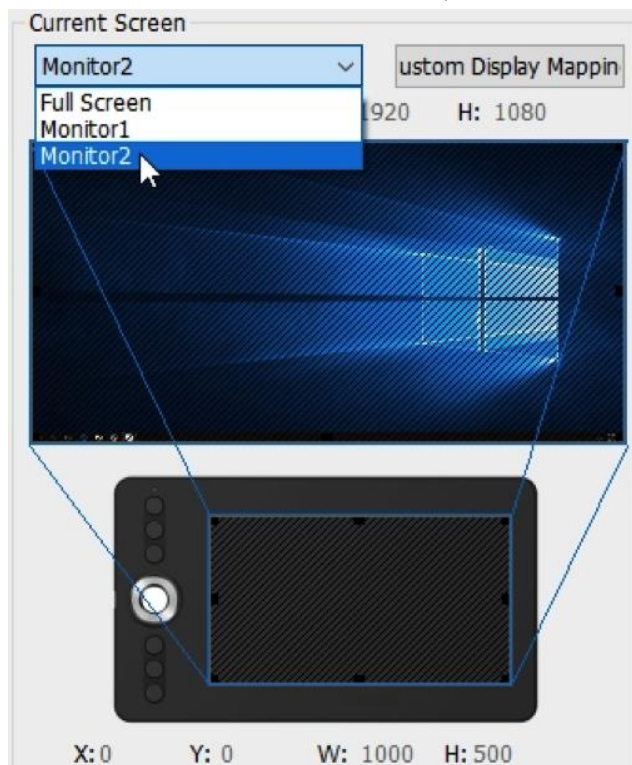 Current Screen
Monitor2 ustom Display Mappin
Full Screen
1920 H: 1080
Monitor1
Monitor2
X: 0 Y: 0 W: 1000 H: 500